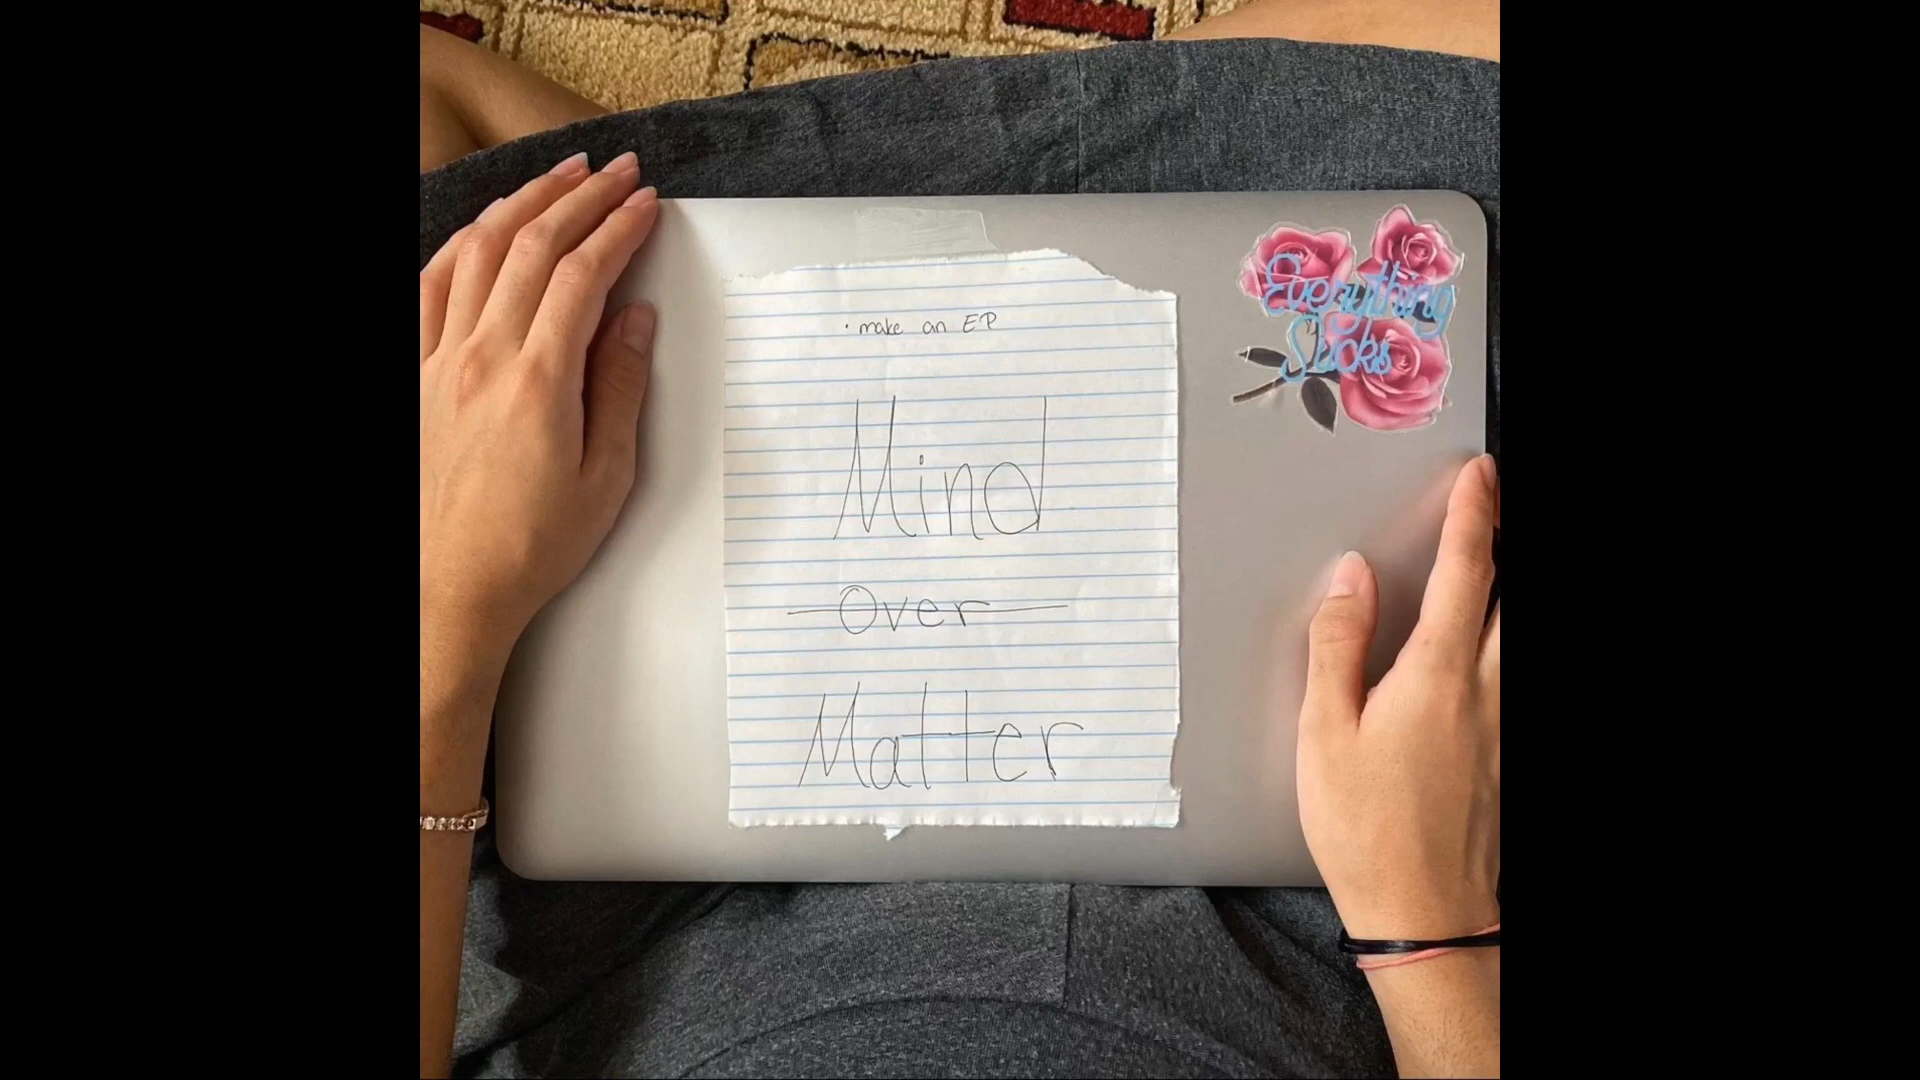 • make an EP
Mind
Over
Matter
Everything
Sucks